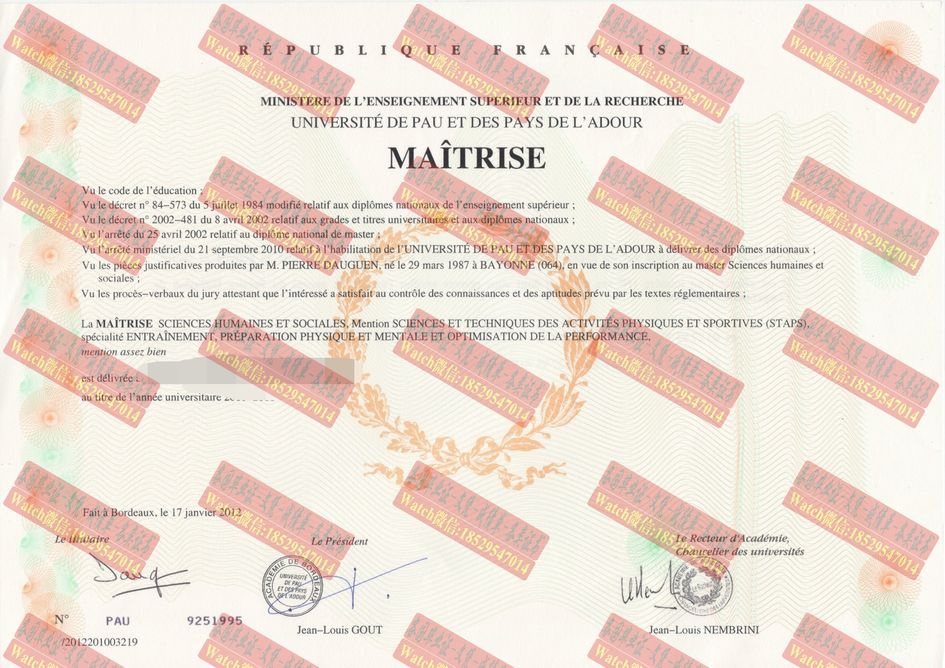 RÉPUBLIQUE FRANÇAISE
MINISTERE DE L'ENSEIGNEMENT SUPERIEUR ET DE LA RECHERCHE
UNIVERSITÉ DE PAU ET DES PAYS DE L'ADOUR
MAÎTRISE
Vu le code de l'éducation ;
Vu le décret n° 84–573 du 5 juillet 1984 modifié relatif aux diplômes nationaux de l'enseignement supérieur ;
Vu le décret n° 2002–481 du 8 avril 2002 relatif aux grades et titres universitaires et aux diplômes nationaux ;
Vu l'arrêté du 25 avril 2002 relatif au diplôme national de master ;
Vu l'arrêté ministériel du 21 septembre 2010 relatif à l'habilitation de l'UNIVERSITÉ DE PAU ET DES PAYS DE L'ADOUR à délivrer des diplômes nationaux ;
Vu les pièces justificatives produites par M. PIERRE DAUGUEN, né le 29 mars 1987 à BAYONNE (064), en vue de son inscription au master Sciences humaines et
sociales ;
Vu les procès–verbaux du jury attestant que l'intéressé a satisfait au contrôle des connaissances et des aptitudes prévu par les textes réglementaires ;
La MAÎTRISE SCIENCES HUMAINES ET SOCIALES, Mention SCIENCES ET TECHNIQUES DES ACTIVITÉS PHYSIQUES ET SPORTIVES (STAPS),
spécialité ENTRAÎNEMENT, PRÉPARATION PHYSIQUE ET MENTALE ET OPTIMISATION DE LA PERFORMANCE,
mention assez bien
est délivrée :
au titre de l'année universitaire
Fait à Bordeaux, le 17 janvier 2012
Le titulaire
Le Président
Le Recteur d'Académie,
Chancelier des universités
ACADÉMIE DE BORDEAUX
UNIVERSITÉ
DE PAU
ET DES PAYS
DE L'ADOUR
N° PAU 9251995
/2012201003219
Jean–Louis GOUT
Jean–Louis NEMBRINI
Watch微信:18529547014